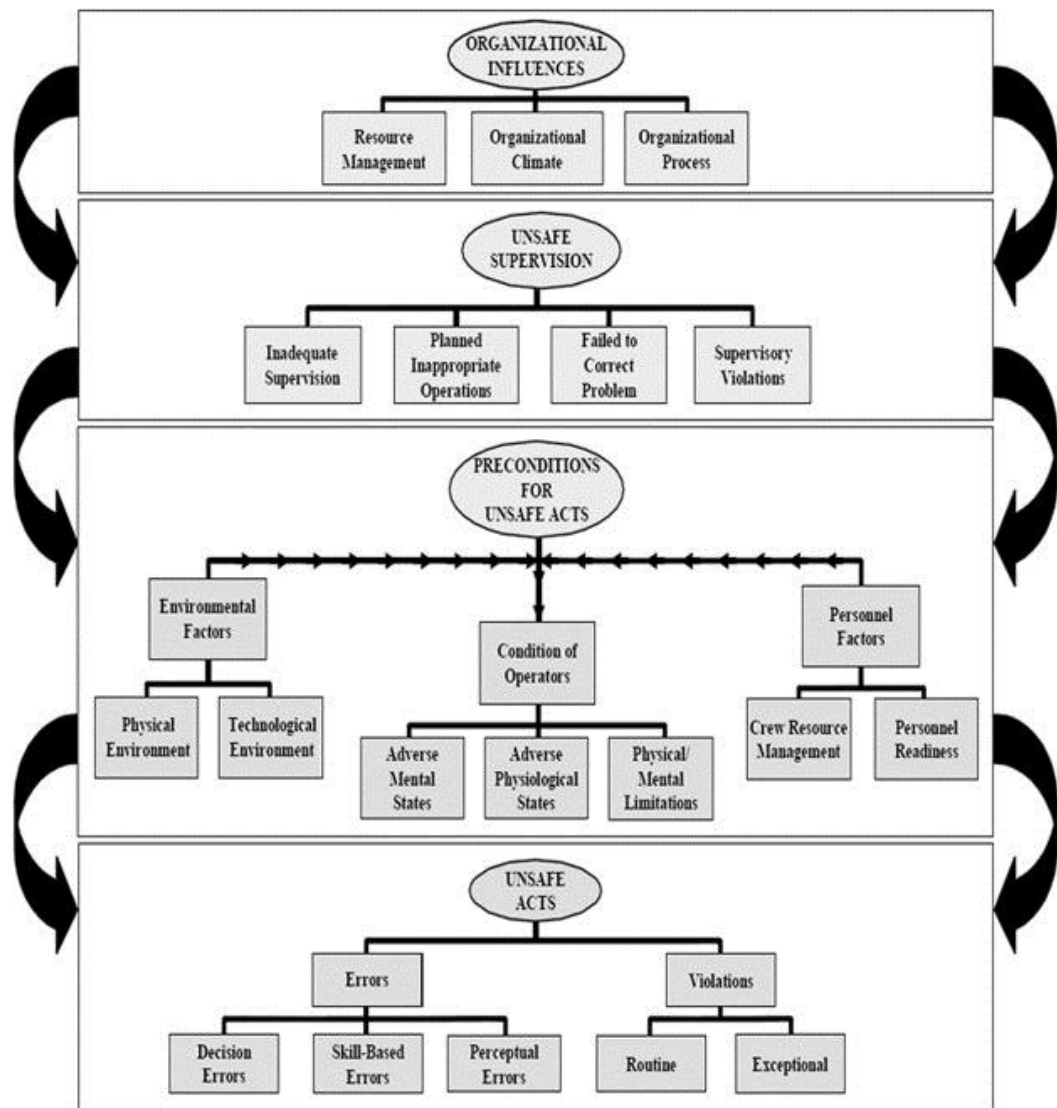 ORGANIZATIONAL
INFLUENCES
Resource
Management
Organizational
Climate
Organizational
Process
UNSAFE
SUPERVISION
Inadequate
Supervision
Planned
Inappropriate
Operations
Failed to
Correct
Problem
Supervisory
Violations
PRECONDITIONS
FOR
UNSAFE ACTS
Environmental
Factors
Condition of
Operators
Personnel
Factors
Physical
Environment
Technological
Environment
Adverse
Mental
States
Adverse
Physiological
States
Physical/
Mental
Limitations
Crew Resource
Management
Personnel
Readiness
UNSAFE
ACTS
Errors
Violations
Decision
Errors
Skill-Based
Errors
Perceptual
Errors
Routine
Exceptional